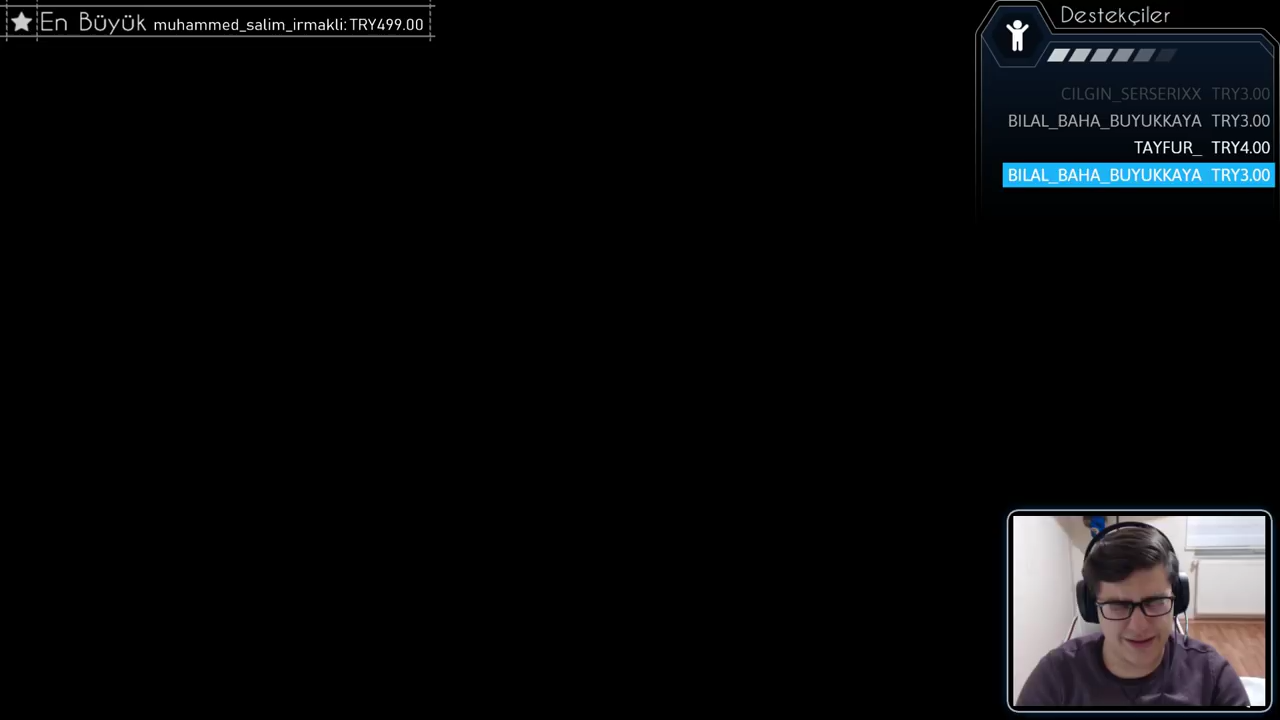 En Büyük muhammed_salim_irmakli: TRY499.00
Destekçiler
CILGIN_SERSERIXX TRY3.00
BILAL_BAHA_BUYUKKAYA TRY3.00
TAYFUR_ TRY4.00
BILAL_BAHA_BUYUKKAYA TRY3.00